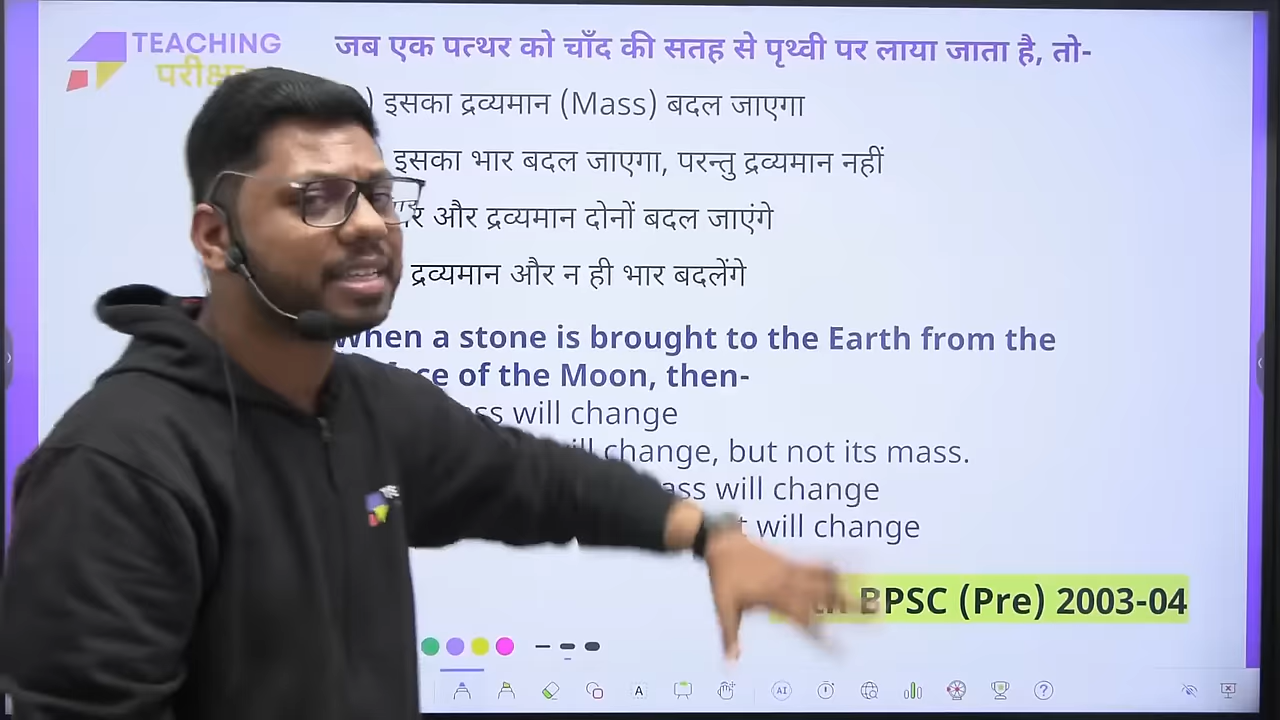 TEACHING
जब एक पत्थर को चाँद की सतह से पृथ्वी पर लाया जाता है, तो-
) इसका द्रव्यमान (Mass) बदल जाएगा
इसका भार बदल जाएगा, परन्तु द्रव्यमान नहीं
और द्रव्यमान दोनों बदल जाएंगे
द्रव्यमान और न ही भार बदलेंगे
When a stone is brought to the Earth from the
of the Moon, then-
will change
change, but not its mass.
will change
will change
BPSC (Pre) 2003-04
A
AI
?